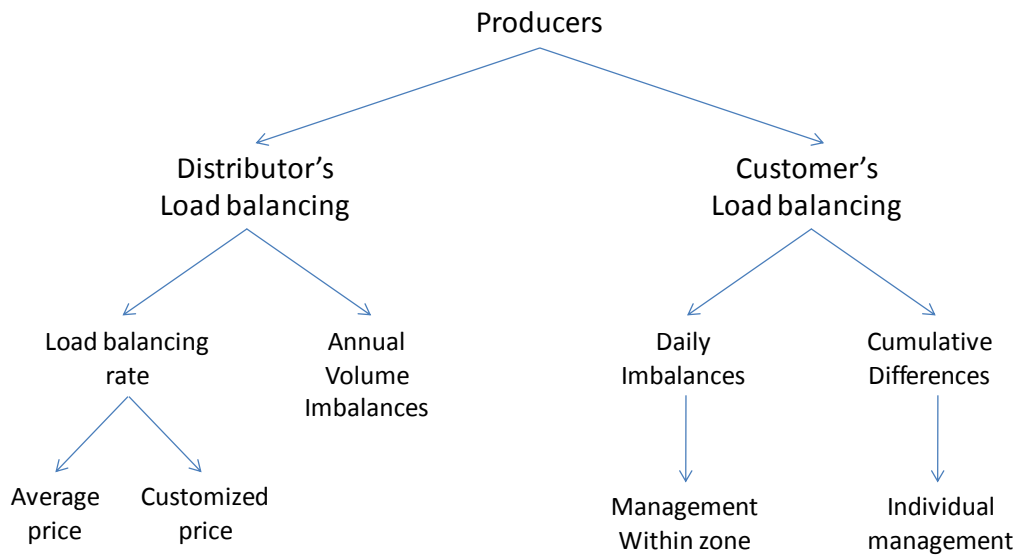 Producers
Distributor's
Load balancing
Customer's
Load balancing
Load balancing
rate
Annual
Volume
Imbalances
Daily
Imbalances
Cumulative
Differences
Average
price
Customized
price
Management
Within zone
Individual
management